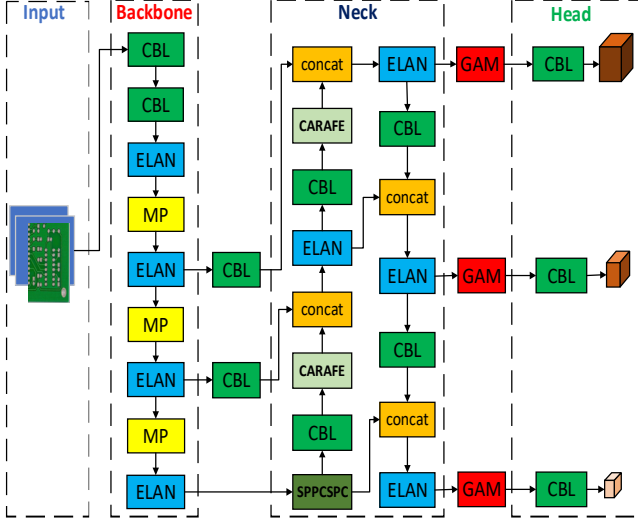 Input
Backbone
Neck
Head
CBL
CBL
ELAN
MP
ELAN
MP
ELAN
MP
ELAN
CBL
CBL
concat
CARAFE
CBL
ELAN
concat
CARAFE
CBL
SPPCSPC
ELAN
CBL
concat
ELAN
CBL
concat
ELAN
GAM
GAM
GAM
CBL
CBL
CBL